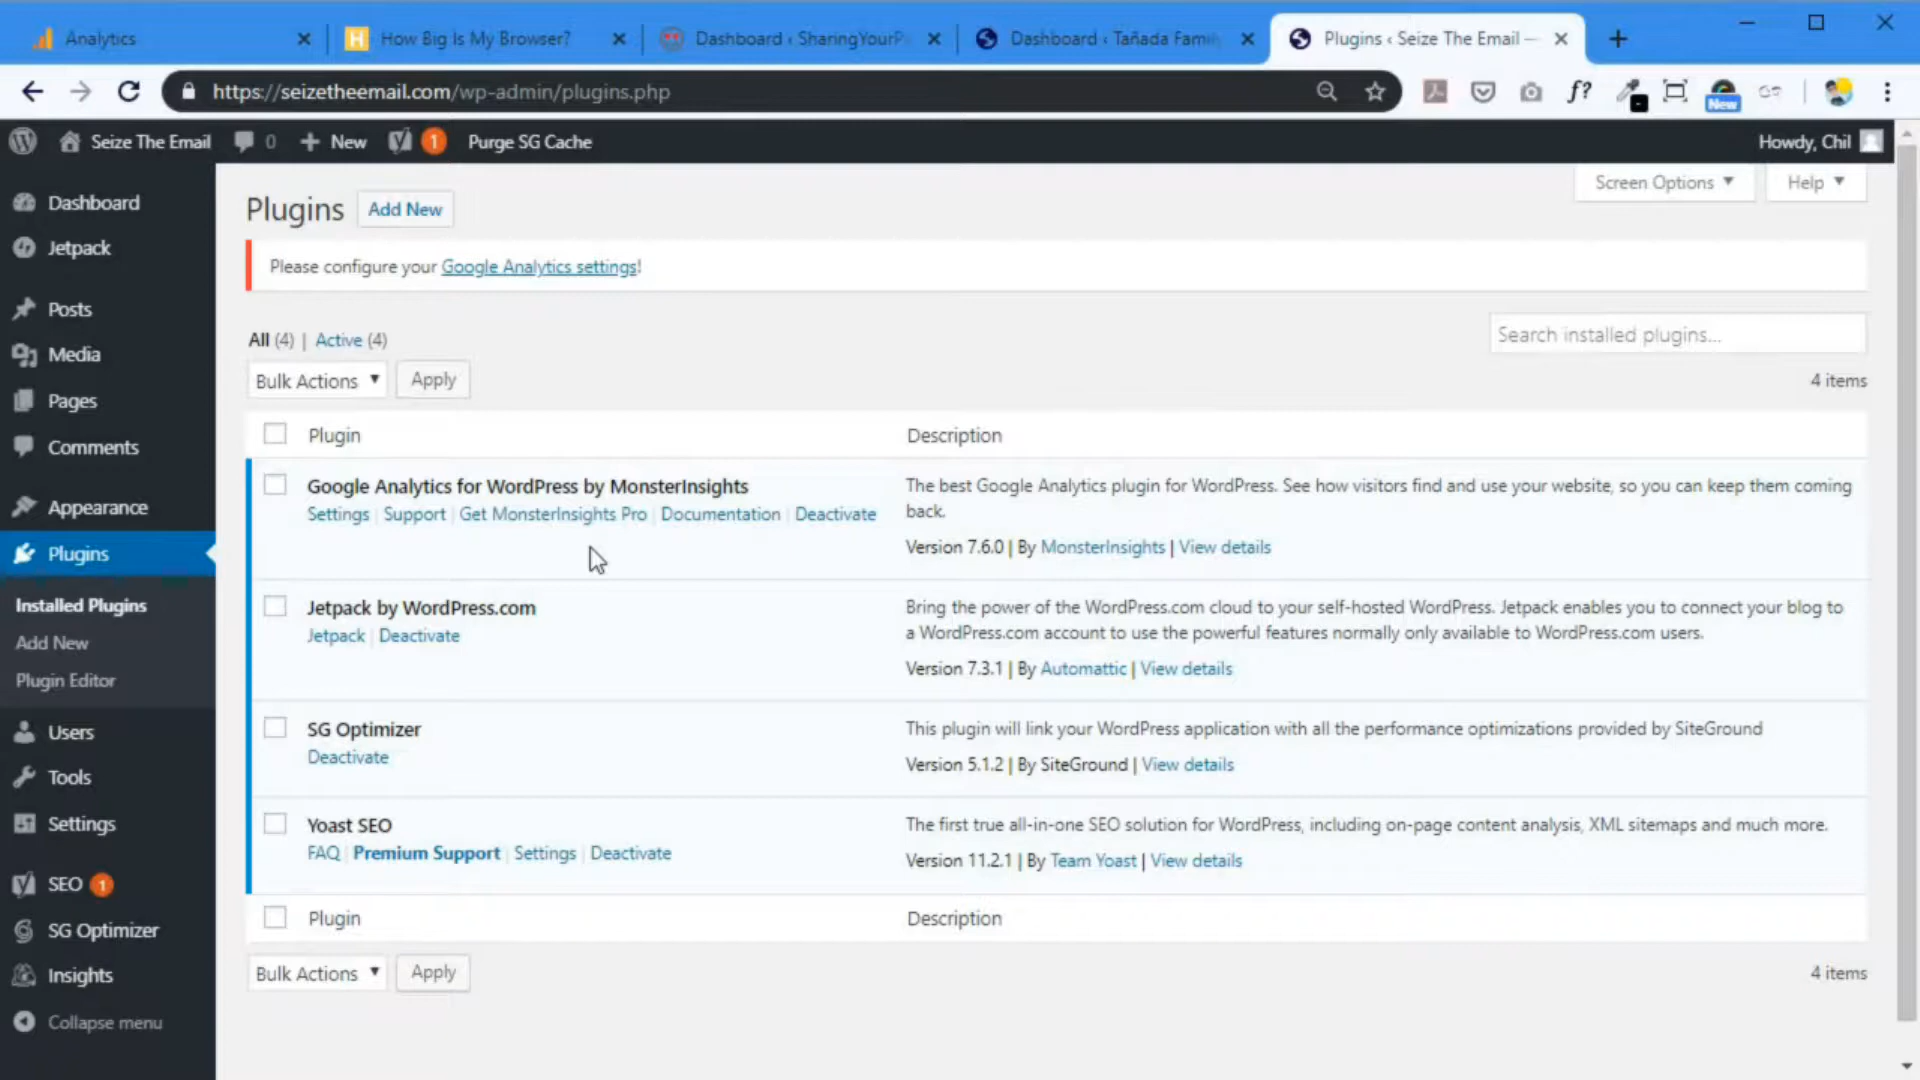 Analytics
How Big Is My Browser?
Dashboard ‹ SharingYourP
Dashboard ‹ Tañada Famil
Plugins ‹ Seize The Email —
https://seizetheemail.com/wp-admin/plugins.php
f?
New
Seize The Email
0
New
1
Purge SG Cache
Howdy, Chil
Dashboard
Jetpack
Posts
Media
Pages
Comments
Appearance
Plugins
Installed Plugins
Add New
Plugin Editor
Users
Tools
Settings
SEO 1
SG Optimizer
Insights
Collapse menu
Screen Options
Help
Plugins
Add New
Please configure your Google Analytics settings!
All (4) | Active (4)
Search installed plugins...
Bulk Actions
Apply
4 items
Plugin
Description
Google Analytics for WordPress by MonsterInsights
Settings | Support | Get MonsterInsights Pro | Documentation | Deactivate
The best Google Analytics plugin for WordPress. See how visitors find and use your website, so you can keep them coming
back.
Version 7.6.0 | By MonsterInsights | View details
Jetpack by WordPress.com
Jetpack | Deactivate
Bring the power of the WordPress.com cloud to your self-hosted WordPress. Jetpack enables you to connect your blog to
a WordPress.com account to use the powerful features normally only available to WordPress.com users.
Version 7.3.1 | By Automattic | View details
SG Optimizer
Deactivate
This plugin will link your WordPress application with all the performance optimizations provided by SiteGround
Version 5.1.2 | By SiteGround | View details
Yoast SEO
FAQ | Premium Support | Settings | Deactivate
The first true all-in-one SEO solution for WordPress, including on-page content analysis, XML sitemaps and much more.
Version 11.2.1 | By Team Yoast | View details
Plugin
Description
Bulk Actions
Apply
4 items